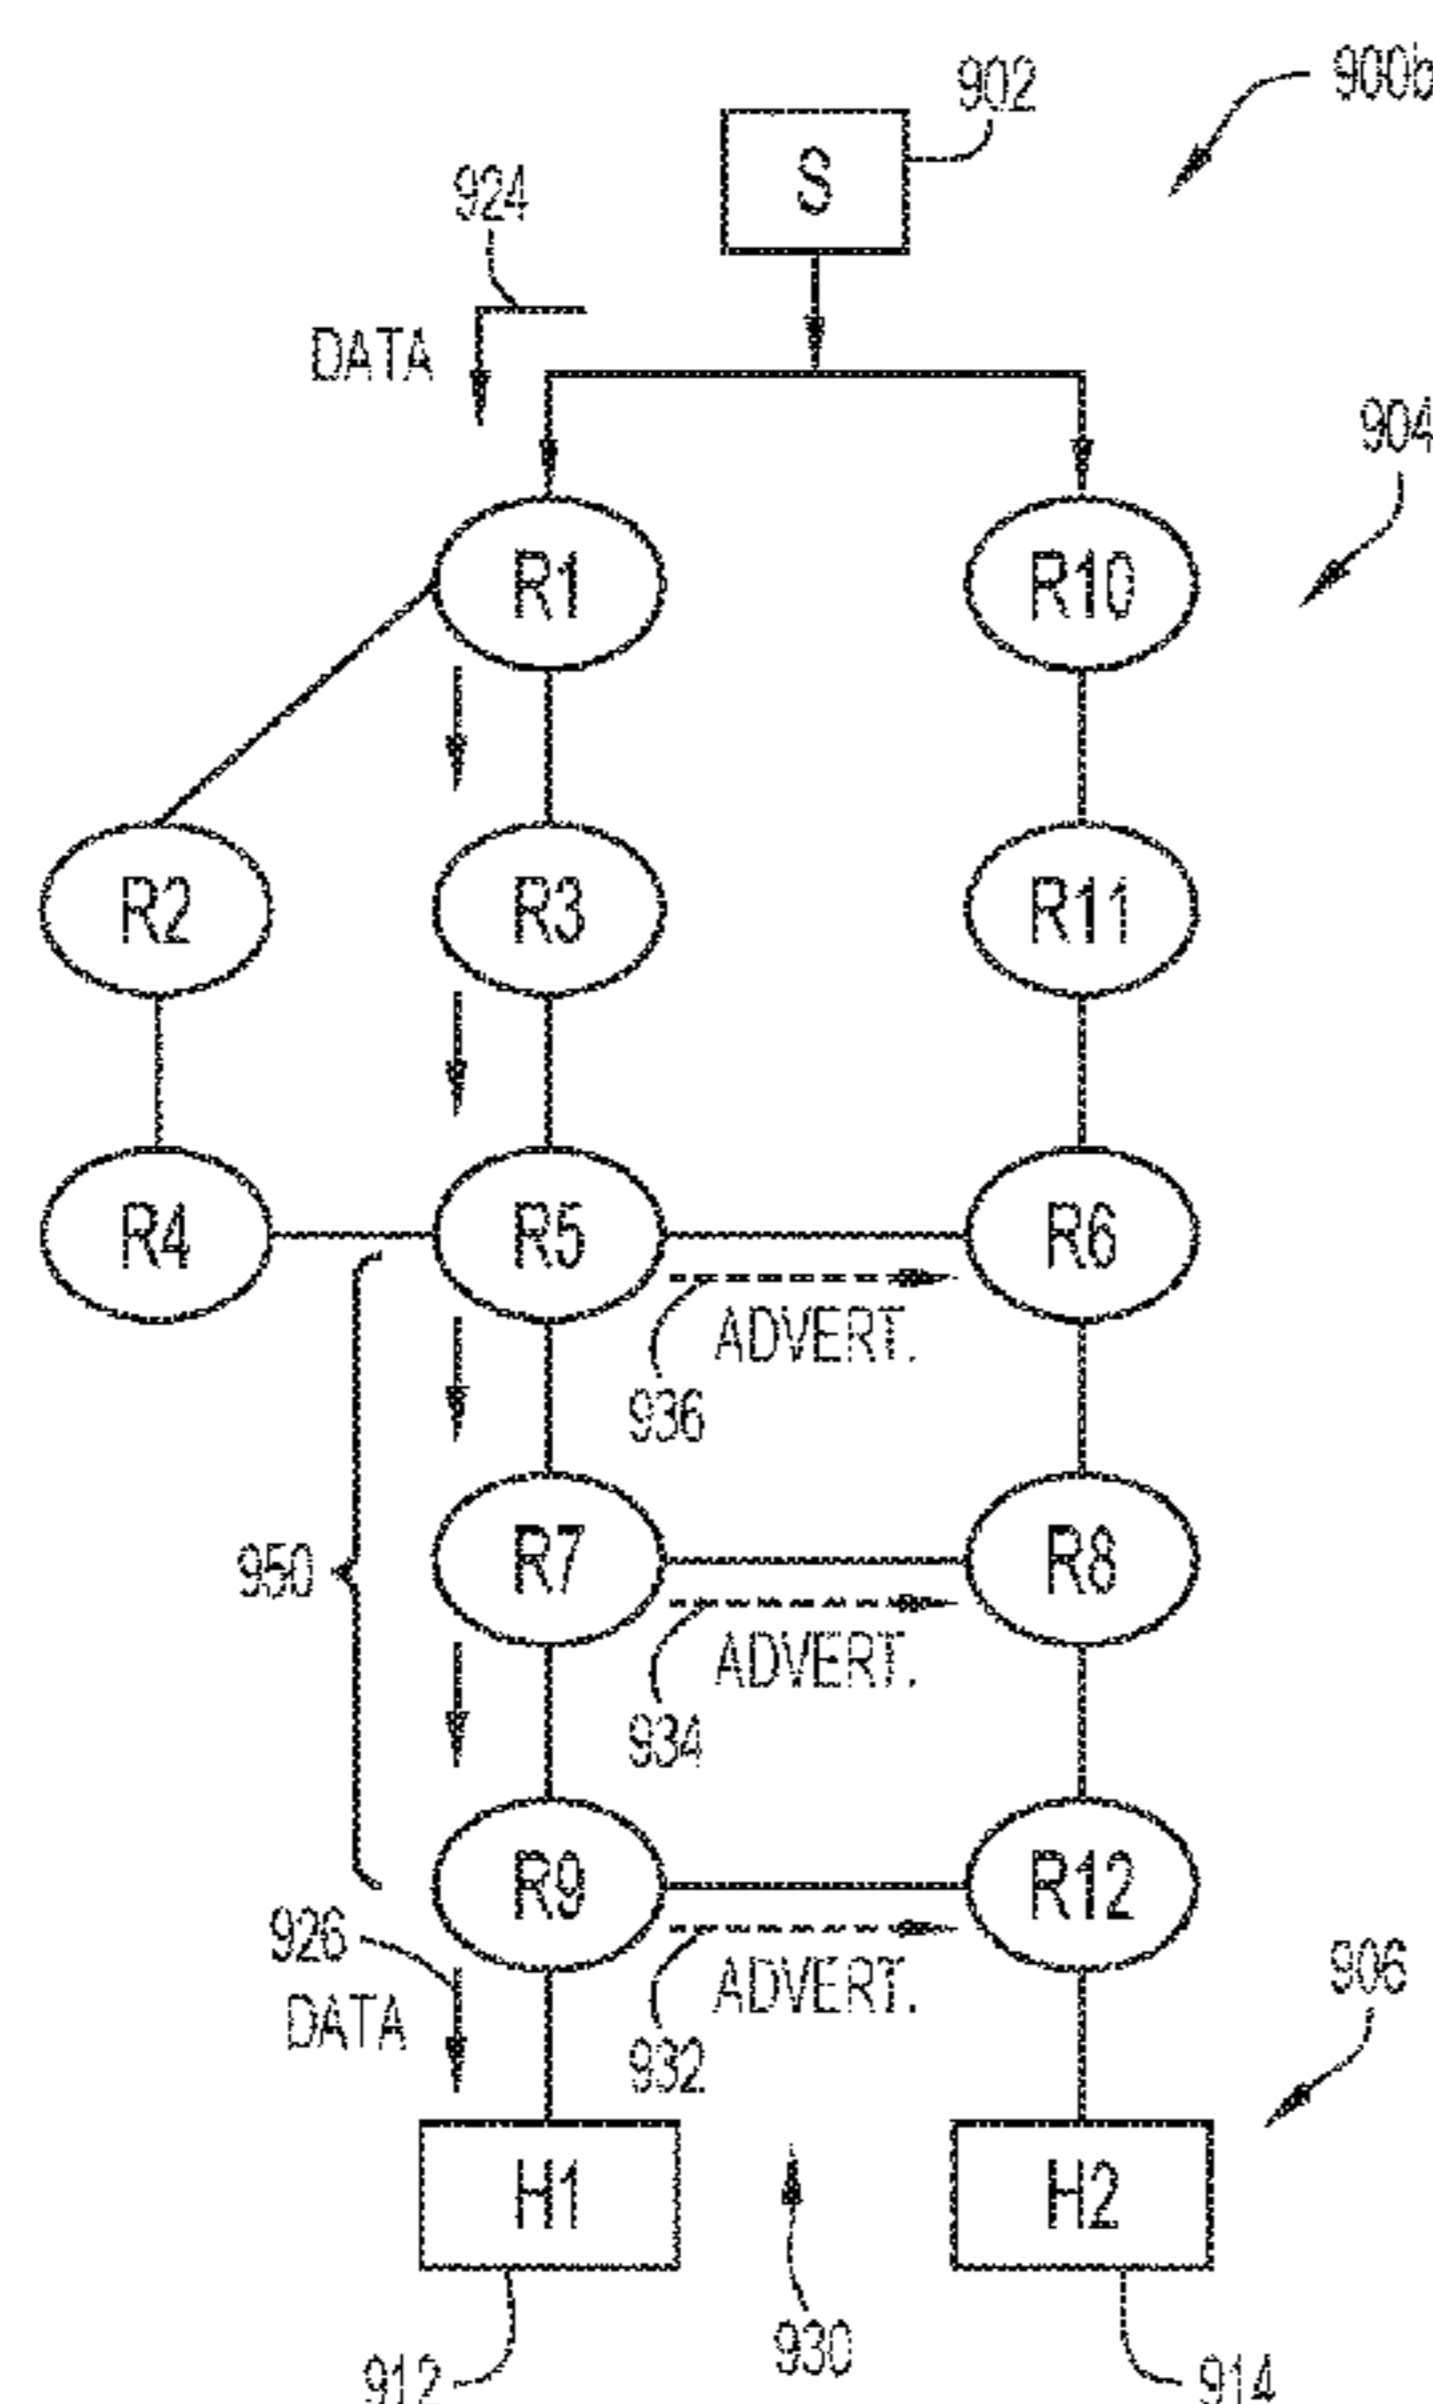 900b
902
S
924
DATA
904
R1
R10
R2
R3
R11
R4
R5
R6
ADVERT.
936
R7
R8
950
ADVERT.
934
R9
R12
926
ADVERT.
906
DATA
932
H1
H2
930
912
914